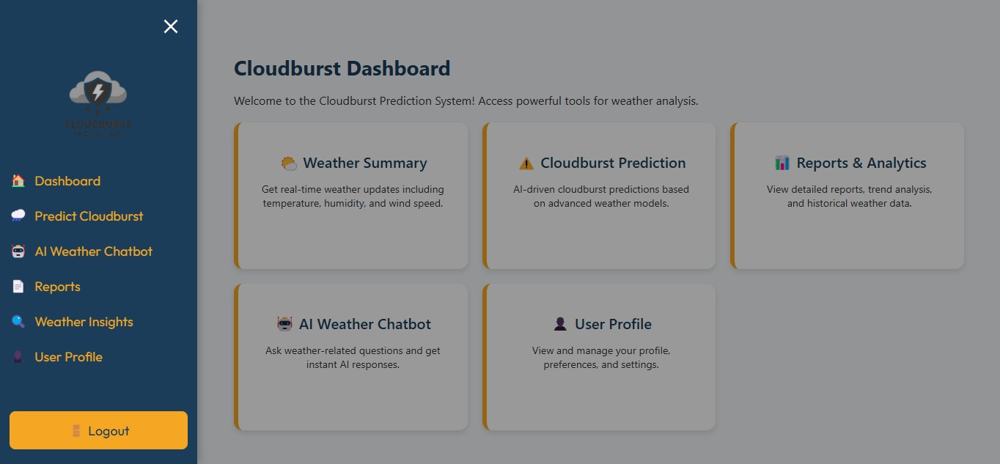 CLOUDBURST
Dashboard
Predict Cloudburst
AI Weather Chatbot
Reports
Weather Insights
User Profile
Logout
Cloudburst Dashboard
Welcome to the Cloudburst Prediction System! Access powerful tools for weather analysis.
Weather Summary
Get real-time weather updates including
temperature, humidity, and wind speed.
Cloudburst Prediction
AI-driven cloudburst predictions based
on advanced weather models.
Reports & Analytics
View detailed reports, trend analysis,
and historical weather data.
AI Weather Chatbot
Ask weather-related questions and get
instant AI responses.
User Profile
View and manage your profile,
preferences, and settings.